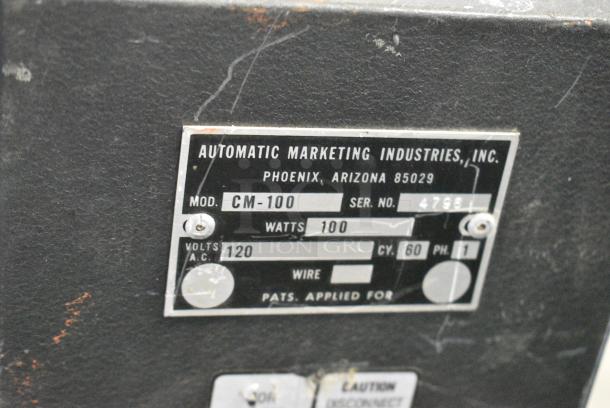 AUTOMATIC MARKETING INDUSTRIES, INC.
PHOENIX, ARIZONA 85029
MOD. CM-100 SER. NO. 4798
WATTS 100
VOLTS A.C. 120 CY. 60 PH. 1
WIRE
PATS. APPLIED FOR
CAUTION
DISCONNECT